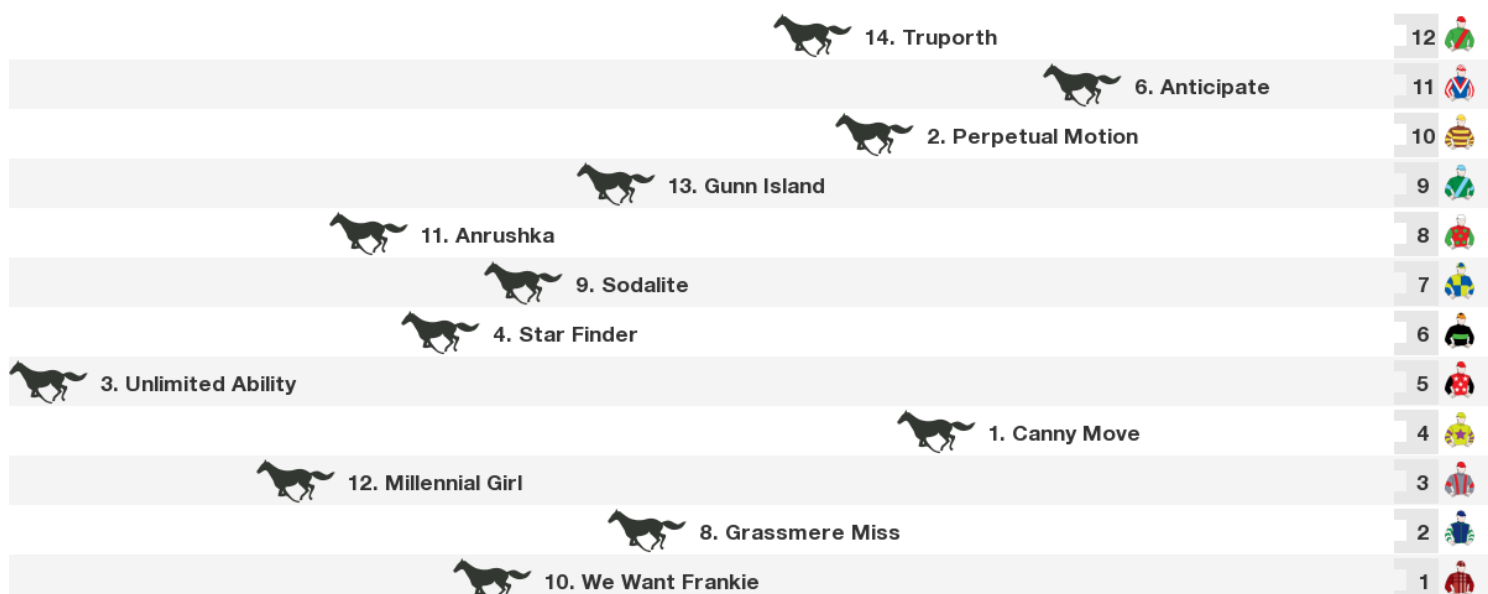 14. Truporth 12
6. Anticipate 11
2. Perpetual Motion 10
13. Gunn Island 9
11. Anrushka 8
9. Sodalite 7
4. Star Finder 6
3. Unlimited Ability 5
1. Canny Move 4
12. Millennial Girl 3
8. Grassmere Miss 2
10. We Want Frankie 1